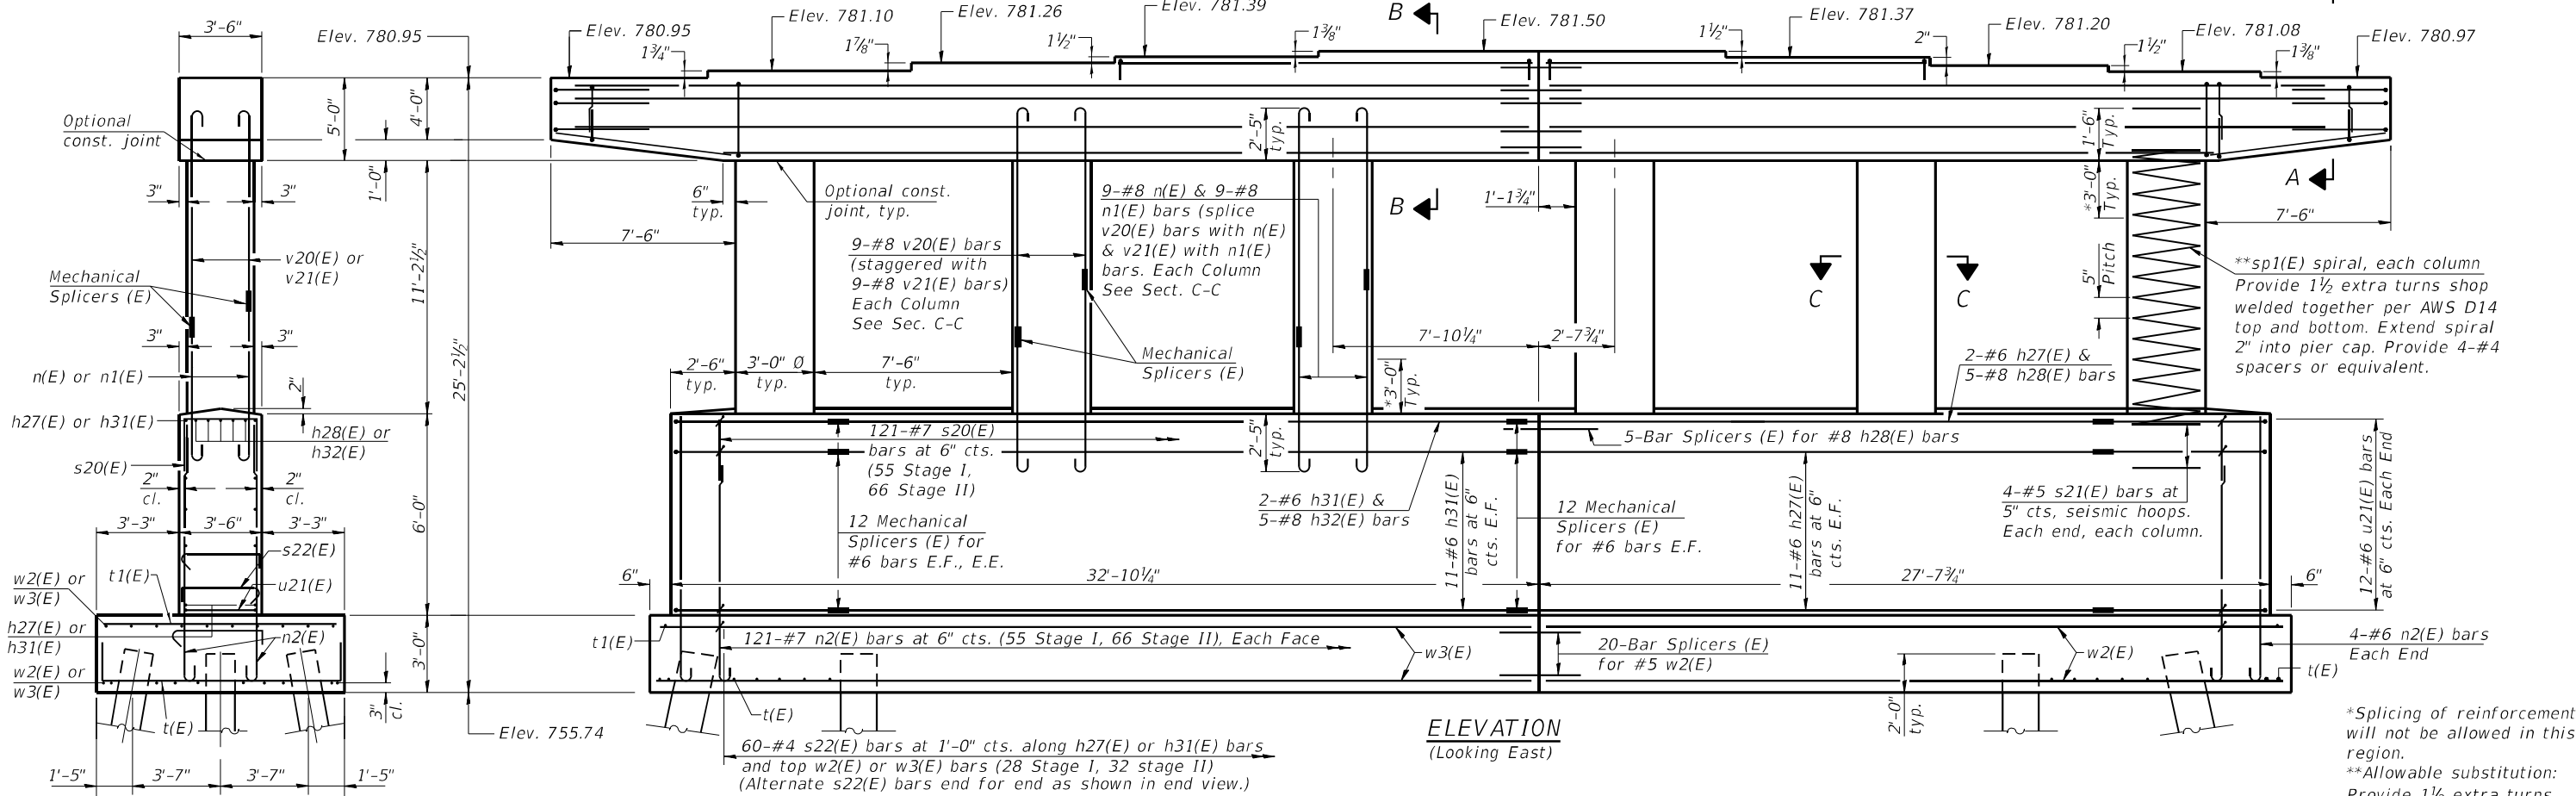 3'-6"
Elev. 780.95
Elev. 780.95
1¾"
Elev. 781.10
1⅞"
Elev. 781.26
1½"
Elev. 781.39
1⅜"
B
Elev. 781.50
1½"
Elev. 781.37
2"
Elev. 781.20
1½"
Elev. 781.08
1⅜"
Elev. 780.97
Optional
const. joint
5'-0"
4'-0"
1'-0"
3"
3"
6"
typ.
7'-6"
Optional const.
joint, typ.
2'-5"
typ.
9-#8 v20(E) bars
(staggered with
9-#8 v21(E) bars)
Each Column
See Sec. C-C
9-#8 n(E) & 9-#8
n1(E) bars (splice
v20(E) bars with n(E)
& v21(E) with n1(E)
bars. Each Column
See Sect. C-C
B
1'-1¾"
1'-6"
Typ.
*3'-0"
Typ.
5"
Pitch
A
7'-6"
C
C
**sp1(E) spiral, each column
Provide 1½ extra turns shop
welded together per AWS D14
top and bottom. Extend spiral
2" into pier cap. Provide 4-#4
spacers or equivalent.
Mechanical
Splicers (E)
v20(E) or
v21(E)
11'-2½"
25'-2½"
3"
3"
n(E) or n1(E)
2"
2'-6"
typ.
3'-0" Ø
typ.
7'-6"
typ.
Mechanical
Splicers (E)
7'-10¼"
2'-7¾"
*3'-0"
Typ.
2-#6 h27(E) &
5-#8 h28(E) bars
h27(E) or h31(E)
h28(E) or
h32(E)
s20(E)
2"
cl.
2"
cl.
121-#7 s20(E)
bars at 6" cts.
(55 Stage I,
66 Stage II)
2'-5"
typ.
5-Bar Splicers (E) for #8 h28(E) bars
2-#6 h31(E) &
5-#8 h32(E) bars
11-#6 h31(E)
bars at 6"
cts. E.F.
12 Mechanical
Splicers (E)
for #6 bars E.F.
11-#6 h27(E)
bars at 6"
cts. E.F.
4-#5 s21(E) bars at
5" cts, seismic hoops.
Each end, each column.
12-#6 u21(E) bars
at 6" cts. Each End
3'-3"
3'-6"
3'-3"
6'-0"
12 Mechanical
Splicers (E) for
#6 bars E.F., E.E.
s22(E)
u21(E)
w2(E) or
w3(E)
t1(E)
6"
32'-10¼"
27'-7¾"
6"
h27(E) or
h31(E)
n2(E)
3'-0"
w2(E) or
w3(E)
t(E)
3"
cl.
t1(E)
121-#7 n2(E) bars at 6" cts. (55 Stage I, 66 Stage II), Each Face
w3(E)
20-Bar Splicers (E)
for #5 w2(E)
w2(E)
4-#6 n2(E) bars
Each End
t(E)
t(E)
Elev. 755.74
2'-0"
typ.
60-#4 s22(E) bars at 1'-0" cts. along h27(E) or h31(E) bars
and top w2(E) or w3(E) bars (28 Stage I, 32 stage II)
(Alternate s22(E) bars end for end as shown in end view.)
ELEVATION
(Looking East)
1'-5"
3'-7"
3'-7"
1'-5"
*Splicing of reinforcement
will not be allowed in this
region.
**Allowable substitution:
Provide 1½ extra turns